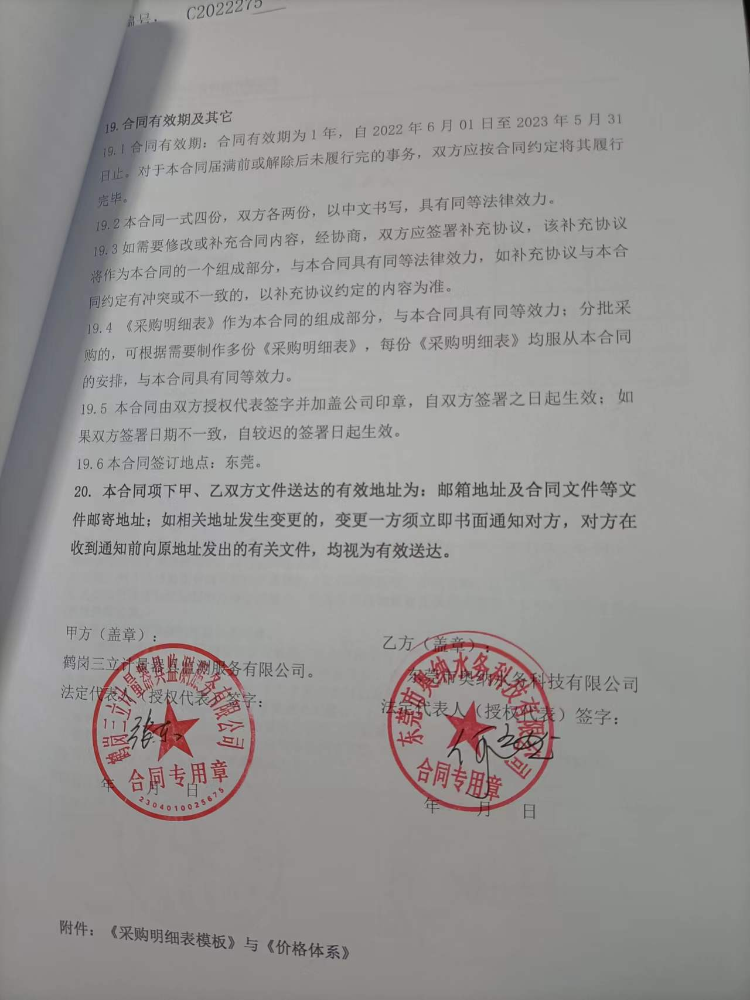 编号： C2022275
19.合同有效期及其它
19.1 合同有效期：合同有效期为 1 年，自 2022 年 6 月 01 日至 2023 年 5 月 31
日止。对于本合同届满前或解除后未履行完的事务，双方应按合同约定将其履行
完毕。
19.2 本合同一式四份，双方各两份，以中文书写，具有同等法律效力。
19.3 如需要修改或补充合同内容，经协商，双方应签署补充协议，该补充协议
将作为本合同的一个组成部分，与本合同具有同等法律效力，如补充协议与本合
同约定有冲突或不一致的，以补充协议约定的内容为准。
19.4 《采购明细表》作为本合同的组成部分，与本合同具有同等效力；分批采
购的，可根据需要制作多份《采购明细表》，每份《采购明细表》均服从本合同
的安排，与本合同具有同等效力。
19.5 本合同由双方授权代表签字并加盖公司印章，自双方签署之日起生效；如
果双方签署日期不一致，自较迟的签署日起生效。
19.6 本合同签订地点：东莞。
20. 本合同项下甲、乙双方文件送达的有效地址为：邮箱地址及合同文件等文
件邮寄地址；如相关地址发生变更的，变更一方须立即书面通知对方，对方在
收到通知前向原地址发出的有关文件，均视为有效送达。
甲方（盖章）：
鹤岗三立计量器具监测服务有限公司。
法定代表人（授权代表）签字：
鹤岗三立计量器具监测服务有限公司
合同专用章
2304010025675
年 月 日
乙方（盖章）：
东莞市奥纳水务科技有限公司
法定代表人（授权代表）签字：
东莞市奥纳水务科技有限公司
合同专用章
年 月 日
附件：《采购明细表模板》与《价格体系》